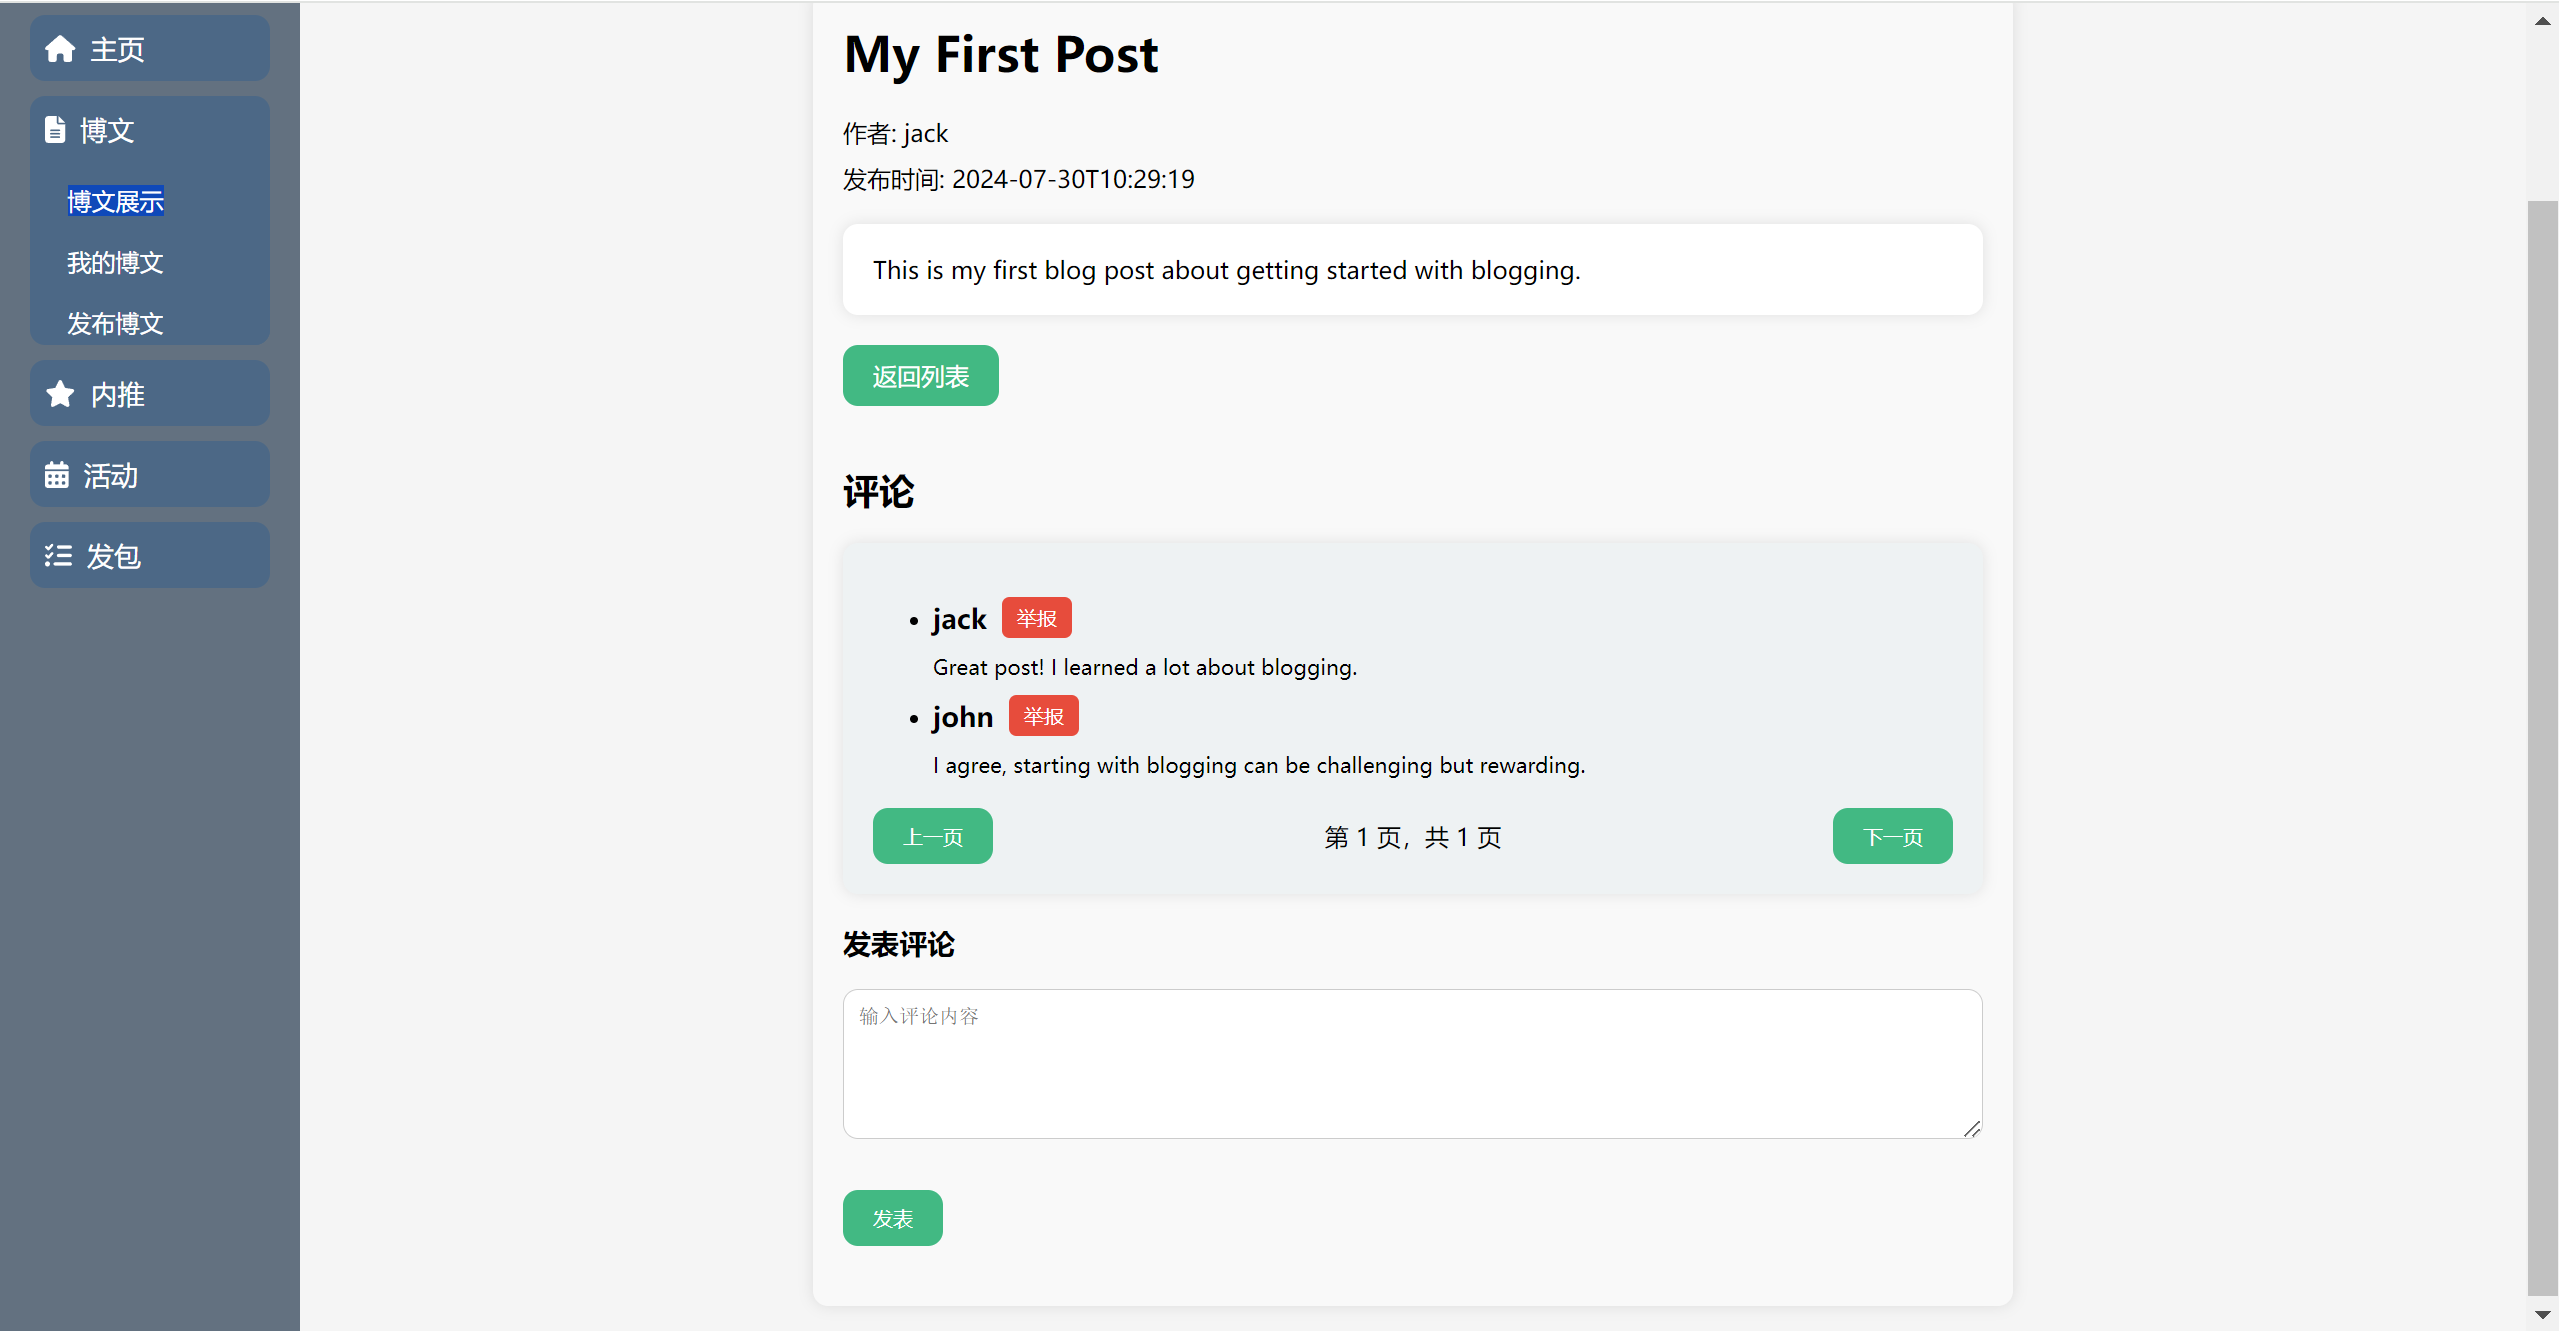 主页
博文
博文展示
我的博文
发布博文
内推
活动
发包
My First Post
作者: jack
发布时间: 2024-07-30T10:29:19
This is my first blog post about getting started with blogging.
返回列表
评论
jack 举报
Great post! I learned a lot about blogging.
john 举报
I agree, starting with blogging can be challenging but rewarding.
上一页 第 1 页，共 1 页 下一页
发表评论
输入评论内容
发表